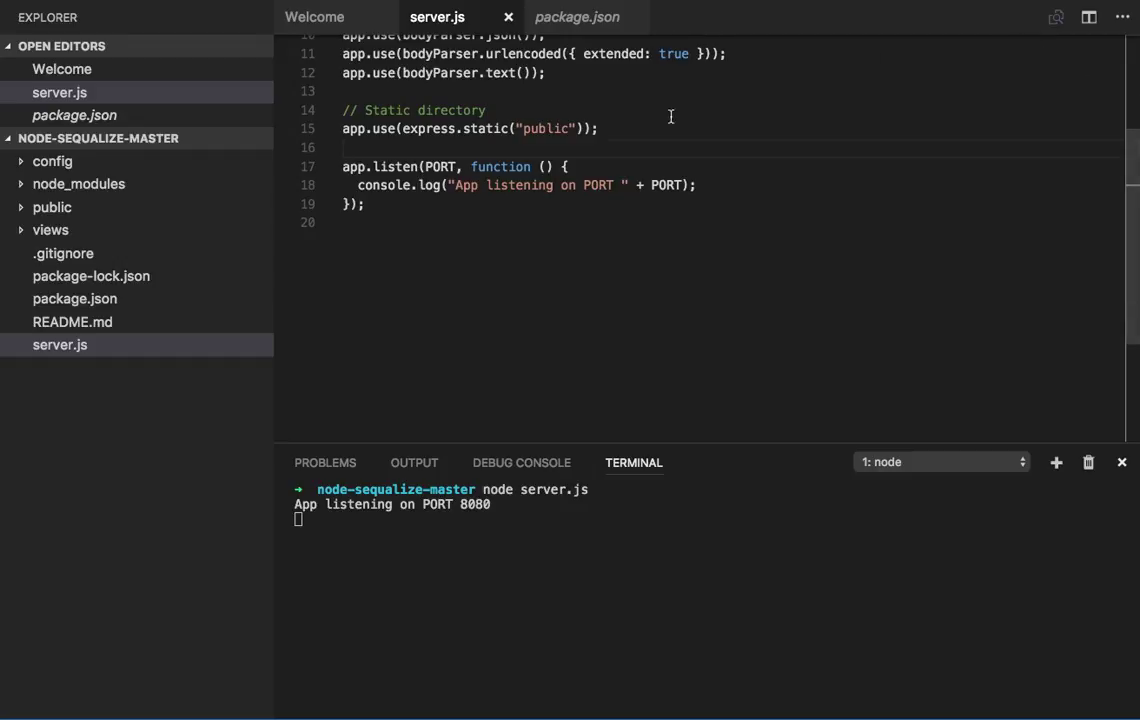 EXPLORER
OPEN EDITORS
Welcome
server.js
package.json
NODE-SEQUALIZE-MASTER
config
node_modules
public
views
.gitignore
package-lock.json
package.json
README.md
server.js
Welcome
server.js
package.json
10 app.use(bodyParser.json());
11 app.use(bodyParser.urlencoded({ extended: true }));
12 app.use(bodyParser.text());
13
14 // Static directory
15 app.use(express.static("public"));
16
17 app.listen(PORT, function () {
18 console.log("App listening on PORT " + PORT);
19 });
20
PROBLEMS OUTPUT DEBUG CONSOLE TERMINAL 1: node
➜ node-sequalize-master node server.js
App listening on PORT 8080